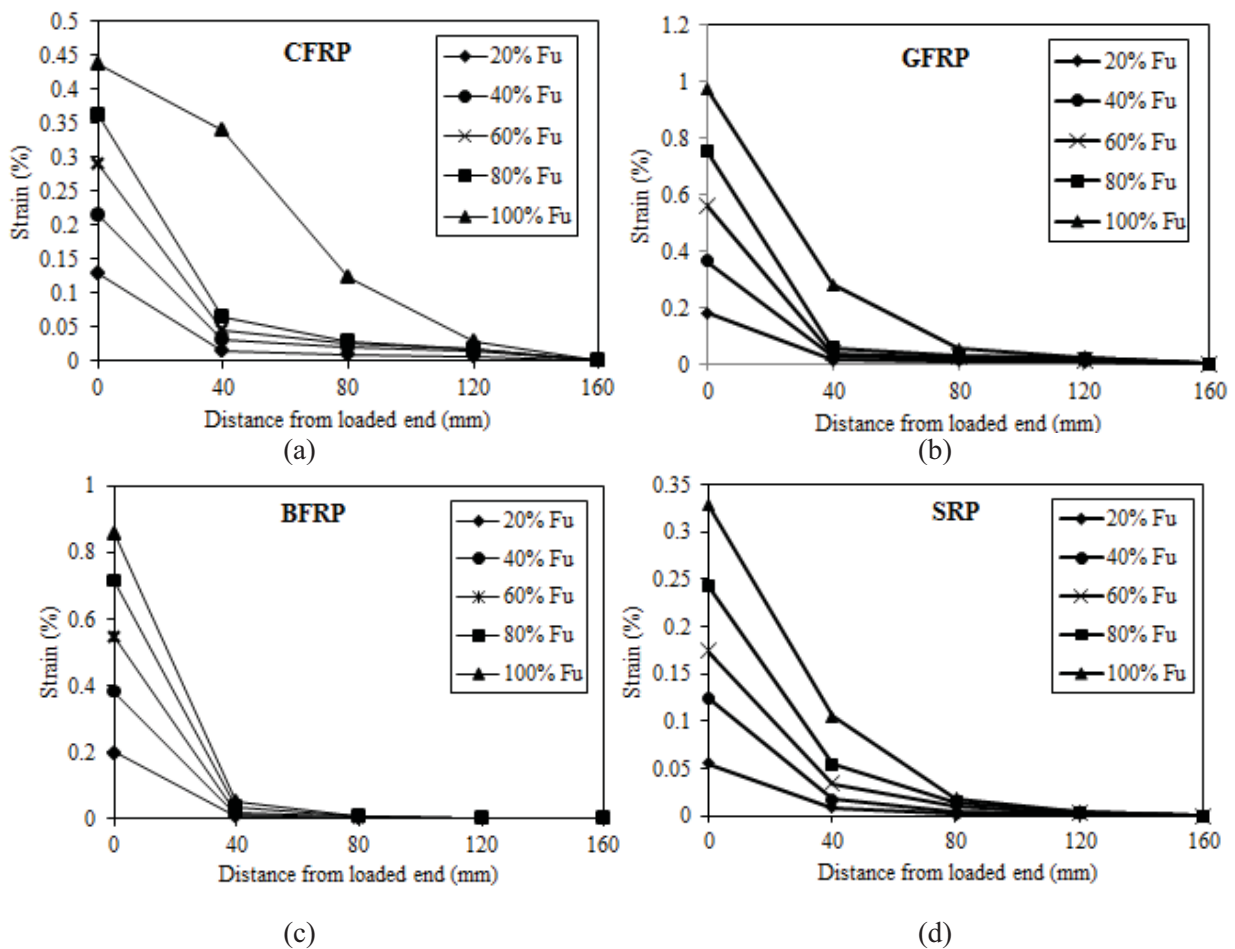 CFRP
0.5
0.45
0.4
0.35
0.3
0.25
0.2
0.15
0.1
0.05
0
Strain (%)
20% Fu
40% Fu
60% Fu
80% Fu
100% Fu
0 40 80 120 160
Distance from loaded end (mm)
(a)
GFRP
1.2
1
0.8
0.6
0.4
0.2
0
Strain (%)
20% Fu
40% Fu
60% Fu
80% Fu
100% Fu
0 40 80 120 160
Distance from loaded end (mm)
(b)
BFRP
1
0.8
0.6
0.4
0.2
0
Strain (%)
20% Fu
40% Fu
60% Fu
80% Fu
100% Fu
0 40 80 120 160
Distance from loaded end (mm)
(c)
SRP
0.35
0.3
0.25
0.2
0.15
0.1
0.05
0
Strain (%)
20% Fu
40% Fu
60% Fu
80% Fu
100% Fu
0 40 80 120 160
Distance from loaded end (mm)
(d)